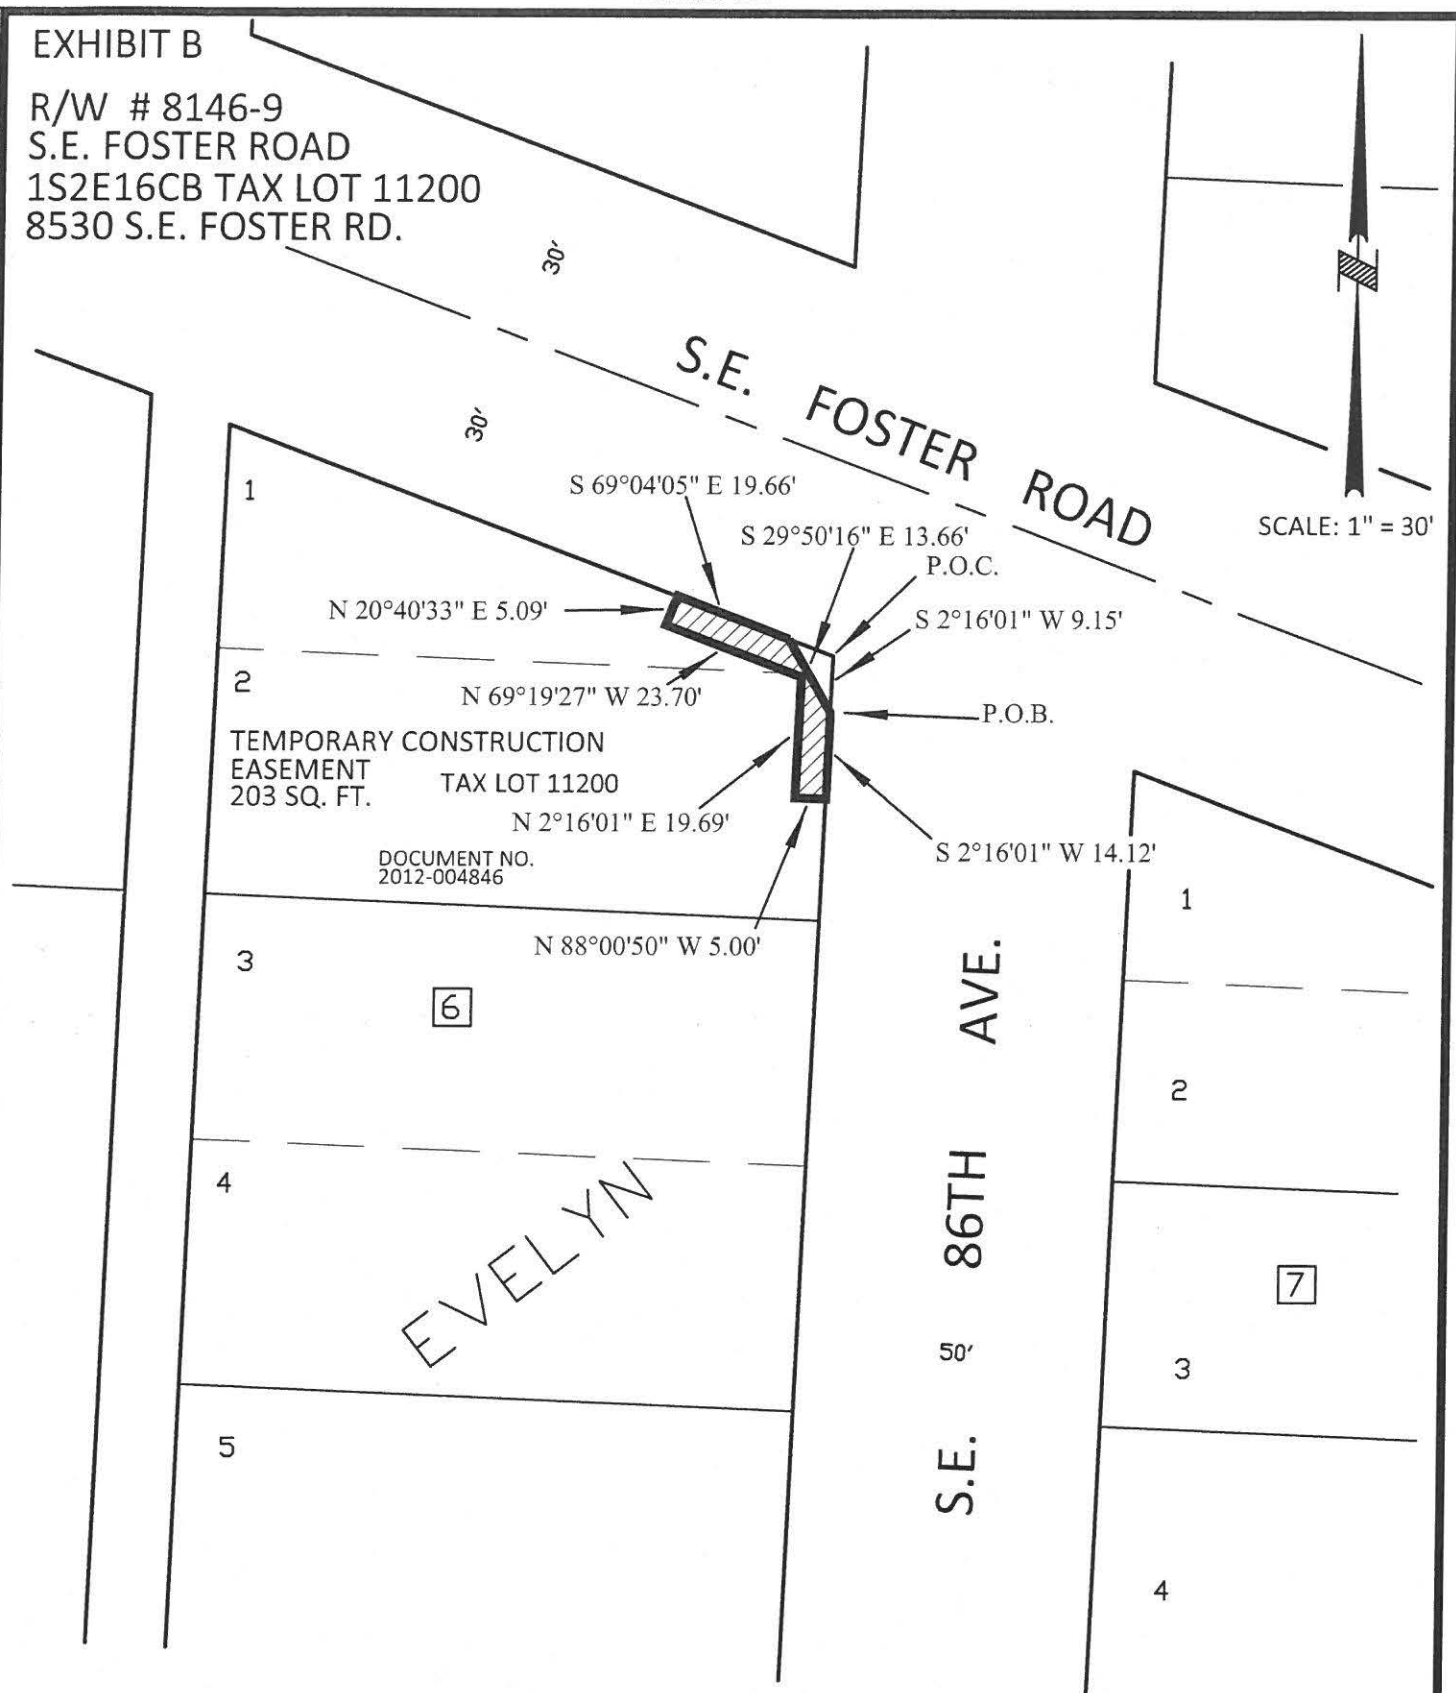 EXHIBIT B
R/W # 8146-9
S.E. FOSTER ROAD
1S2E16CB TAX LOT 11200
8530 S.E. FOSTER RD.
30'
30'
S.E. FOSTER ROAD
SCALE: 1" = 30'
1
S 69°04'05" E 19.66'
S 29°50'16" E 13.66'
P.O.C.
N 20°40'33" E 5.09'
S 2°16'01" W 9.15'
2
N 69°19'27" W 23.70'
P.O.B.
TEMPORARY CONSTRUCTION
EASEMENT
203 SQ. FT.
TAX LOT 11200
N 2°16'01" E 19.69'
S 2°16'01" W 14.12'
DOCUMENT NO.
2012-004846
N 88°00'50" W 5.00'
3
6
4
EVELYN
5
S.E. 86TH AVE.
50'
1
2
7
3
4